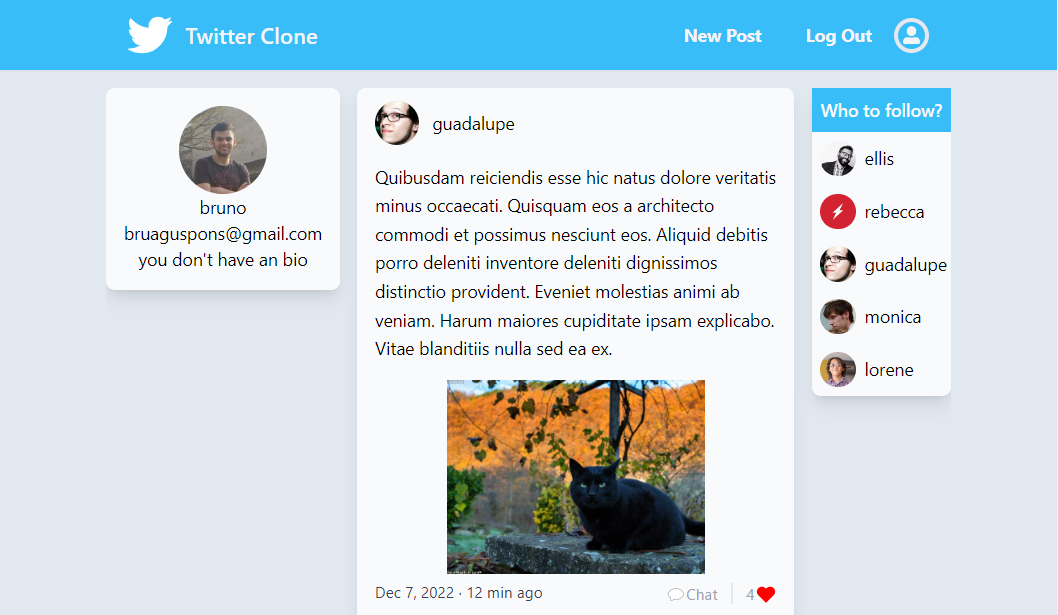 Twitter Clone
New Post
Log Out
bruno
bruaguspons@gmail.com
you don't have an bio
guadalupe
Quibusdam reiciendis esse hic natus dolore veritatis
minus occaecati. Quisquam eos a architecto
commodi et possimus nesciunt eos. Aliquid debitis
porro deleniti inventore deleniti dignissimos
distinctio provident. Eveniet molestias animi ab
veniam. Harum maiores cupiditate ipsam explicabo.
Vitae blanditiis nulla sed ea ex.
Dec 7, 2022 · 12 min ago
Chat
4
Who to follow?
ellis
rebecca
guadalupe
monica
lorene